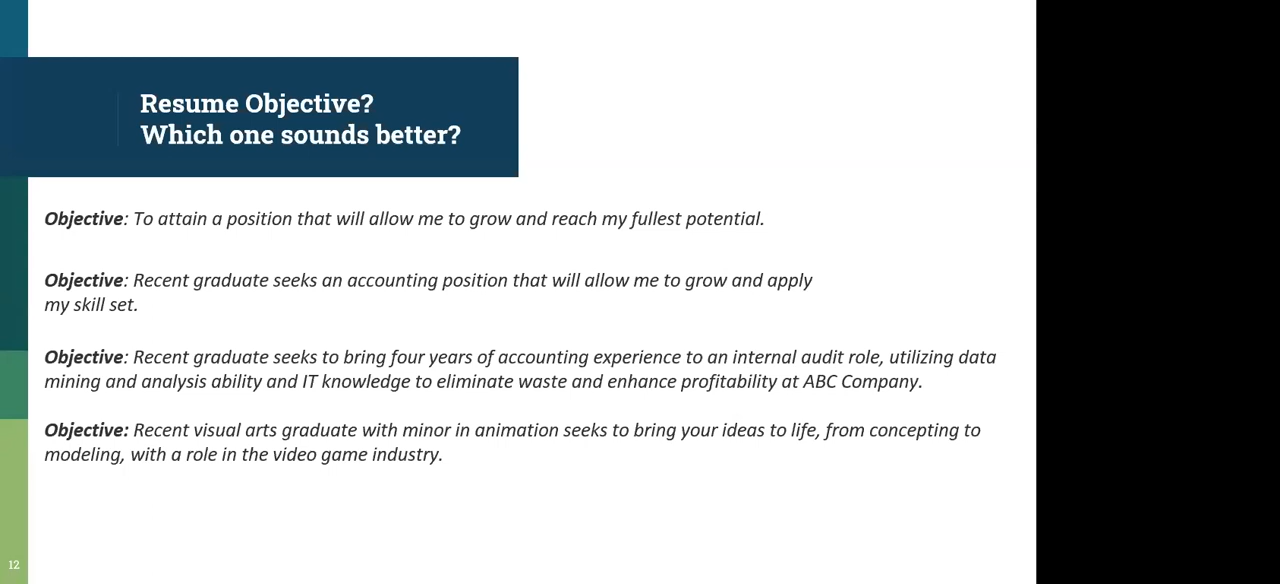 Resume Objective?
Which one sounds better?
Objective: To attain a position that will allow me to grow and reach my fullest potential.
Objective: Recent graduate seeks an accounting position that will allow me to grow and apply
my skill set.
Objective: Recent graduate seeks to bring four years of accounting experience to an internal audit role, utilizing data
mining and analysis ability and IT knowledge to eliminate waste and enhance profitability at ABC Company.
Objective: Recent visual arts graduate with minor in animation seeks to bring your ideas to life, from concepting to
modeling, with a role in the video game industry.
12